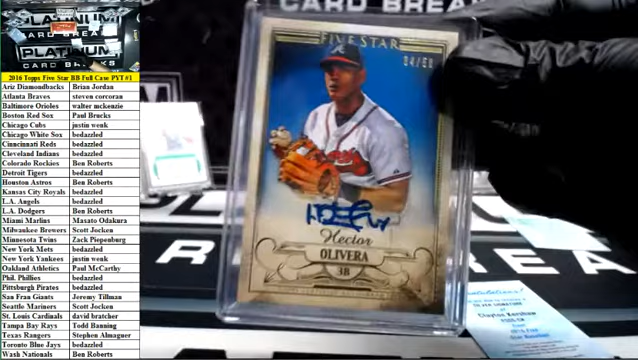 CARD BREAK
PLATINUM
CARD BREAK
PLATINUM
2016 Topps Five Star BB Full Case PYT #1
Ariz Diamondbacks Brian Jordan
Atlanta Braves steven corcoran
Baltimore Orioles walter mckenzie
Boston Red Sox Paul Brucks
Chicago Cubs justin wenk
Chicago White Sox bedazzled
Cinncinnati Reds bedazzled
Cleveland Indians bedazzled
Colorado Rockies Ben Roberts
Detroit Tigers bedazzled
Houston Astros Ben Roberts
Kansas City Royals bedazzled
L.A. Angels bedazzled
L.A. Dodgers Ben Roberts
Miami Marlins Masato Odakura
Milwaukee Brewers Scott Jocken
Minnesota Twins Zack Piepenburg
New York Mets bedazzled
New York Yankees justin wenk
Oakland Athletics Paul McCarthy
Phil. Phillies bedazzled
Pittsburgh Pirates bedazzled
San Fran Giants Jeremy Tillman
Seattle Mariners Scott Jocken
St. Louis Cardinals david bratcher
Tampa Bay Rays Todd Banning
Texas Rangers Stephen Almaguer
Toronto Blue Jays bedazzled
Wash Nationals Ben Roberts
FIVE STAR
Hector
OLIVERA
3B
Clayton Kershaw